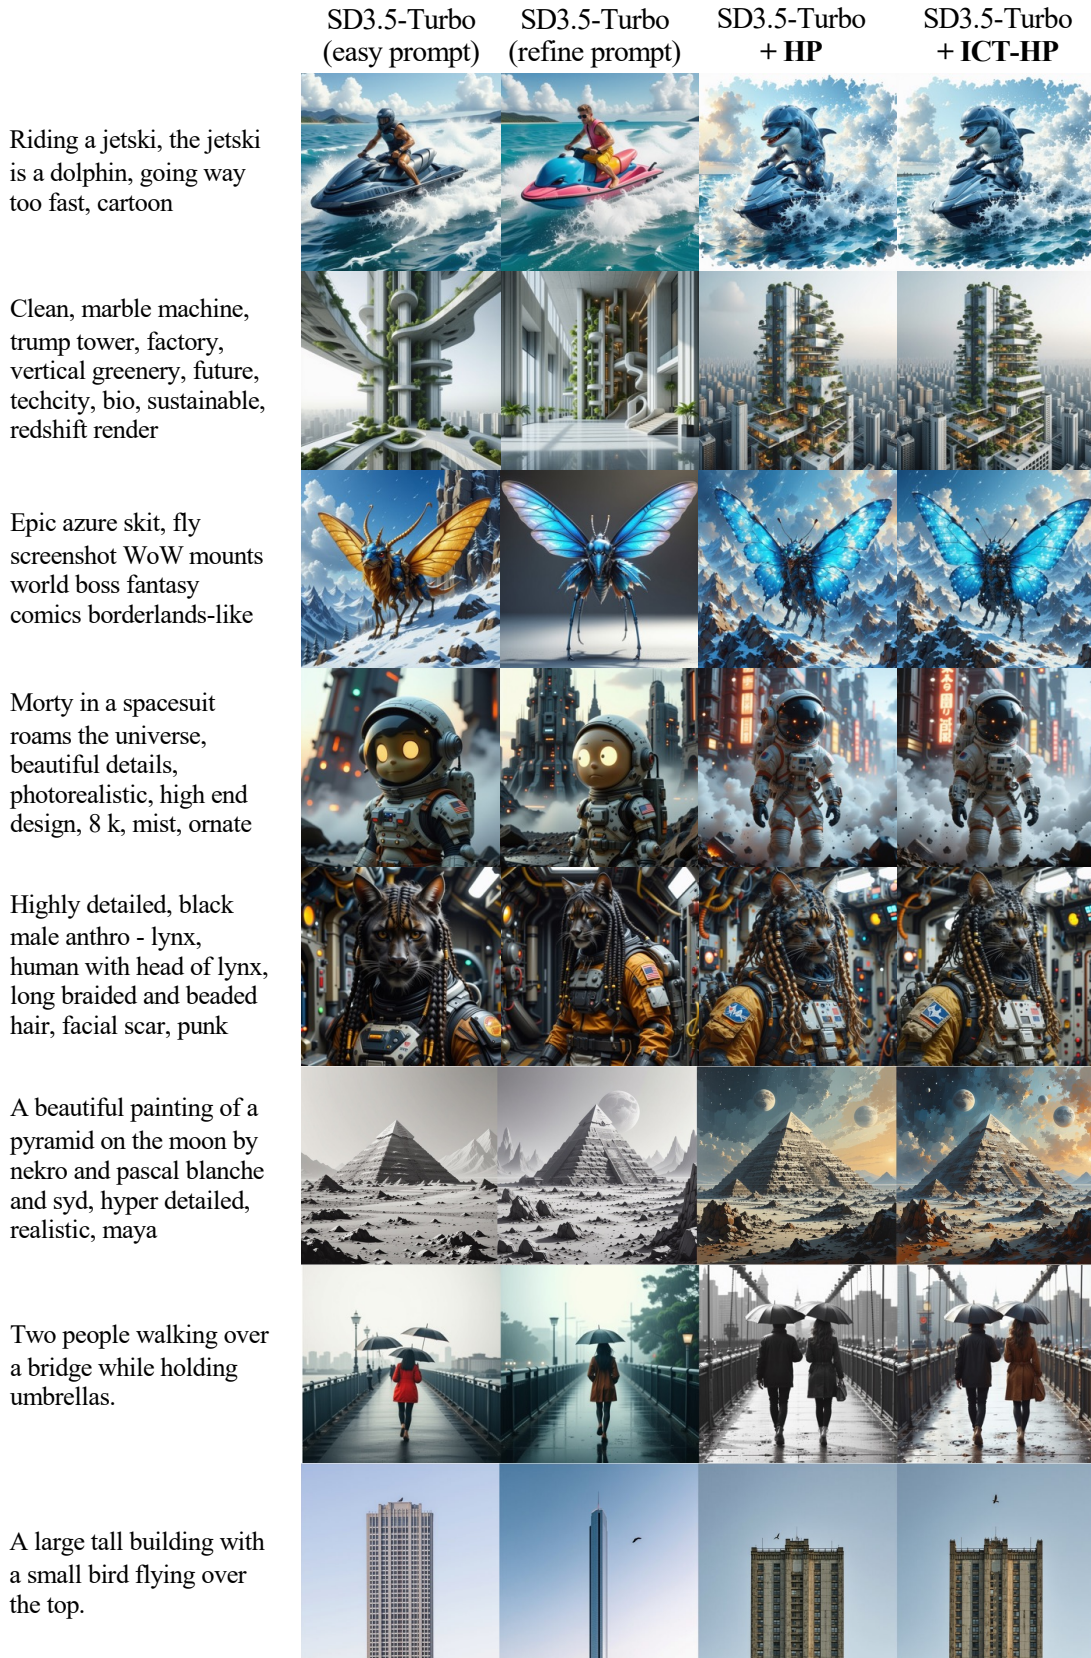 SD3.5-Turbo
(easy prompt)
SD3.5-Turbo
(refine prompt)
SD3.5-Turbo
+ HP
SD3.5-Turbo
+ ICT-HP
Riding a jetski, the jetski
is a dolphin, going way
too fast, cartoon
Clean, marble machine,
trump tower, factory,
vertical greenery, future,
techcity, bio, sustainable,
redshift render
Epic azure skit, fly
screenshot WoW mounts
world boss fantasy
comics borderlands-like
Morty in a spacesuit
roams the universe,
beautiful details,
photorealistic, high end
design, 8 k, mist, ornate
Highly detailed, black
male anthro - lynx,
human with head of lynx,
long braided and beaded
hair, facial scar, punk
A beautiful painting of a
pyramid on the moon by
nekro and pascal blanche
and syd, hyper detailed,
realistic, maya
Two people walking over
a bridge while holding
umbrellas.
A large tall building with
a small bird flying over
the top.